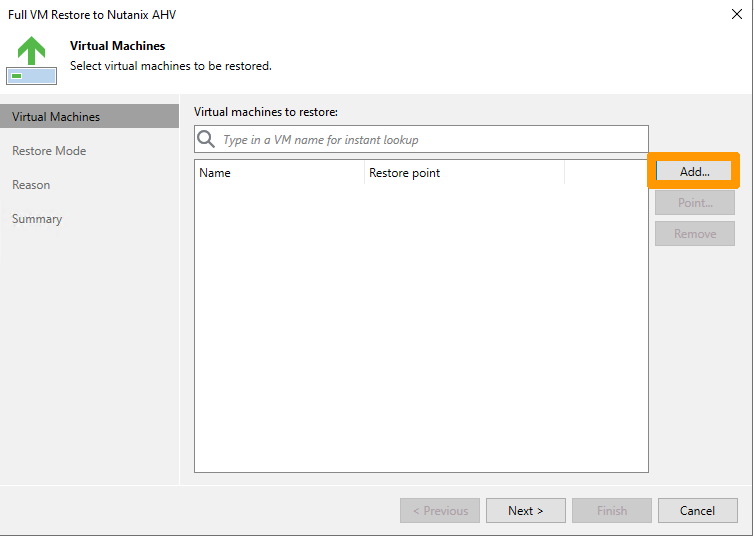 Full VM Restore to Nutanix AHV
Virtual Machines
Select virtual machines to be restored.
Virtual Machines
Restore Mode
Reason
Summary
Virtual machines to restore:
Type in a VM name for instant lookup
Name Restore point
Add...
Point...
Remove
< Previous Next > Finish Cancel